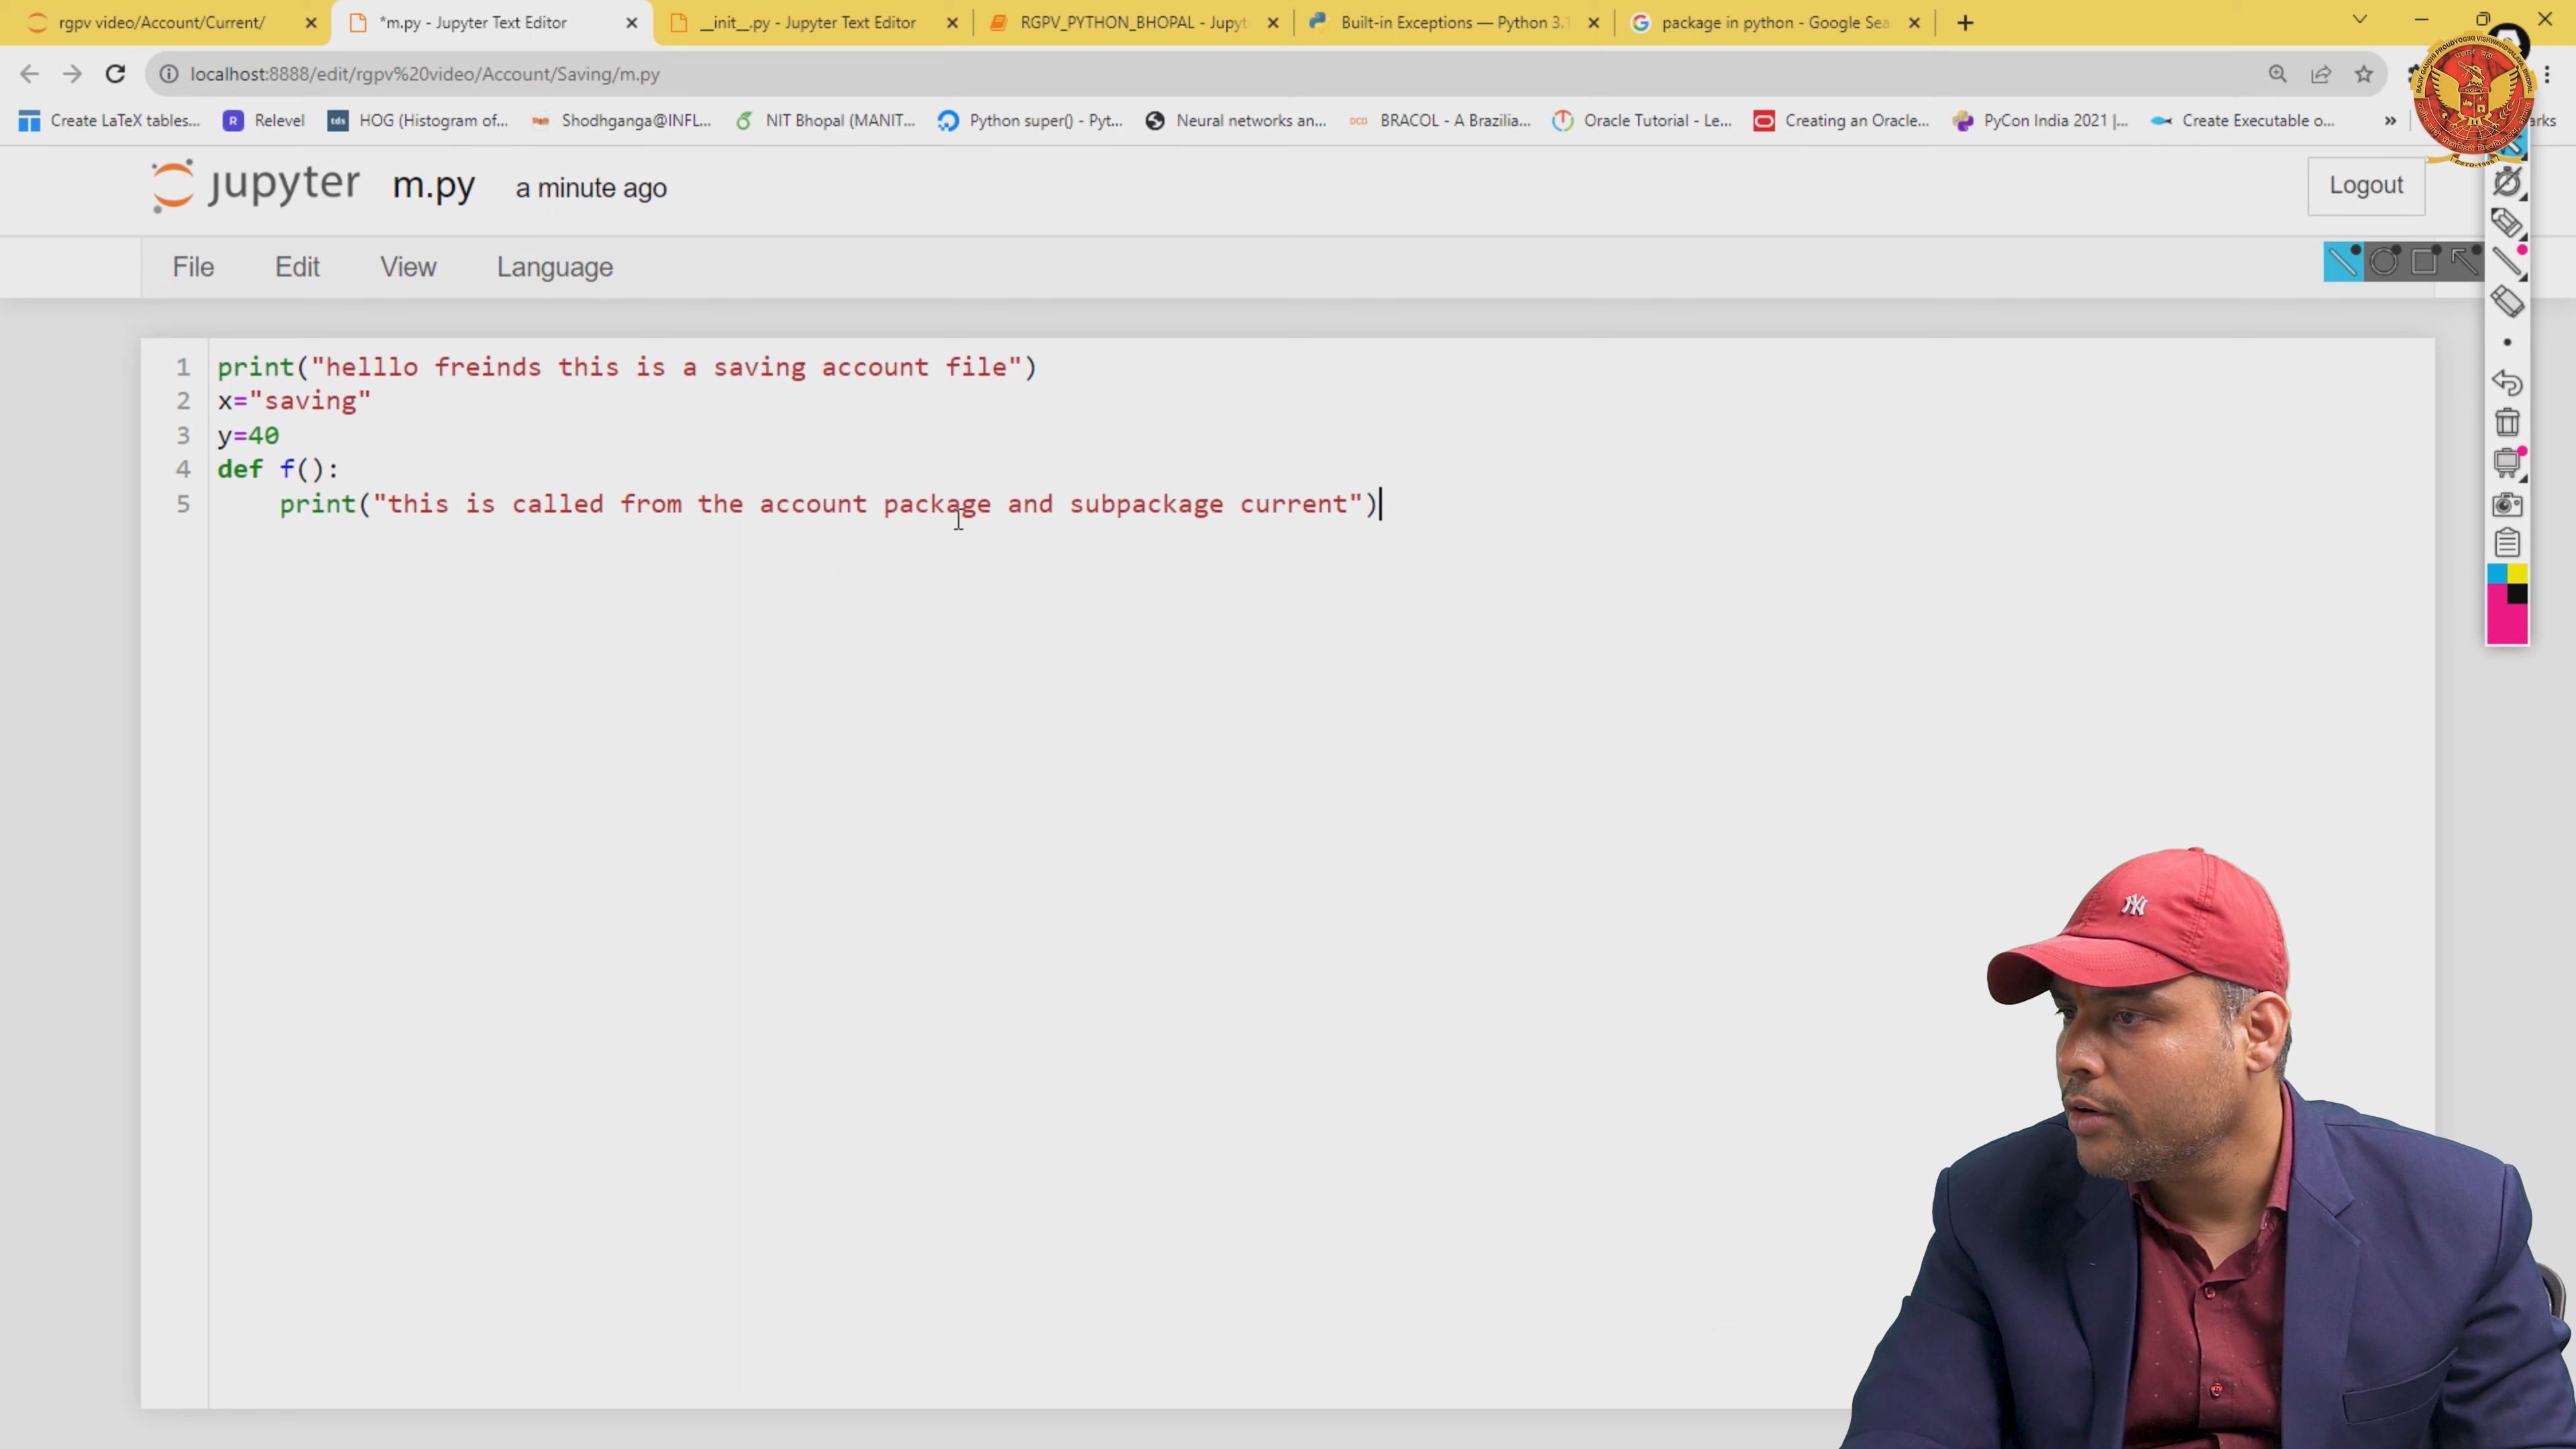 rgpv video/Account/Current/
*m.py - Jupyter Text Editor
__init__.py - Jupyter Text Editor
RGPV_PYTHON_BHOPAL - Jupyt
Built-in Exceptions — Python 3.1
package in python - Google Sea
localhost:8888/edit/rgpv%20video/Account/Saving/m.py
Create LaTeX tables...
R Relevel
tds HOG (Histogram of...
Shodhganga@INFL...
NIT Bhopal (MANIT...
Python super() - Pyt...
Neural networks an...
DCD BRACOL - A Brazilia...
Oracle Tutorial - Le...
Creating an Oracle...
PyCon India 2021 |...
Create Executable o...
»
arks
jupyter m.py a minute ago
Logout
File Edit View Language
1 print("helllo freinds this is a saving account file")
2 x="saving"
3 y=40
4 def f():
5 print("this is called from the account package and subpackage current")
NY